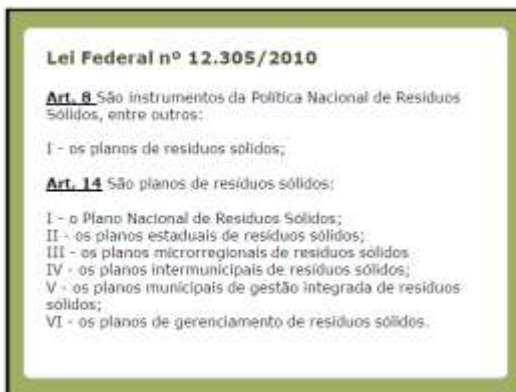 Lei Federal nº 12.305/2010
Art. 8 São instrumentos da Política Nacional de Resíduos
Sólidos, entre outros:
I - os planos de resíduos sólidos;
Art. 14 São planos de resíduos sólidos:
I - o Plano Nacional de Resíduos Sólidos;
II - os planos estaduais de resíduos sólidos;
III - os planos microrregionais de resíduos sólidos
IV - os planos intermunicipais de resíduos sólidos;
V - os planos municipais de gestão integrada de resíduos
sólidos;
VI - os planos de gerenciamento de resíduos sólidos.